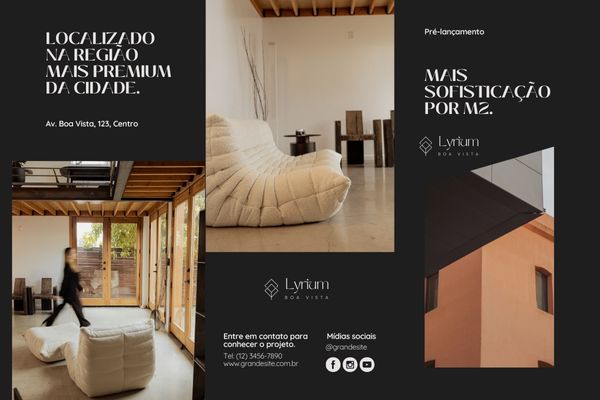 LOCALIZADO
NA REGIÃO
MAIS PREMIUM
DA CIDADE.
Av. Boa Vista, 123, Centro
Lyrium
BOA VISTA
Entre em contato para
conhecer o projeto.
Tel: (12) 3456-7890
www.grandesite.com.br
Mídias sociais
@grandesite
Pré-lançamento
MAIS
SOFISTICAÇÃO
POR M2.
Lyrium
BOA VISTA